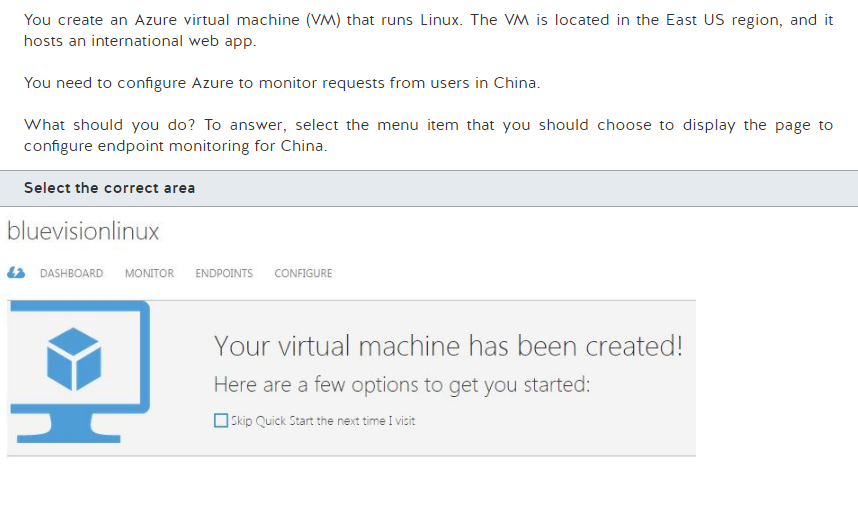 You create an Azure virtual machine (VM) that runs Linux. The VM is located in the East US region, and it
hosts an international web app.
You need to configure Azure to monitor requests from users in China.
What should you do? To answer, select the menu item that you should choose to display the page to
configure endpoint monitoring for China.
Select the correct area
bluevisionlinux
DASHBOARD MONITOR ENDPOINTS CONFIGURE
Your virtual machine has been created!
Here are a few options to get you started:
Skip Quick Start the next time I visit